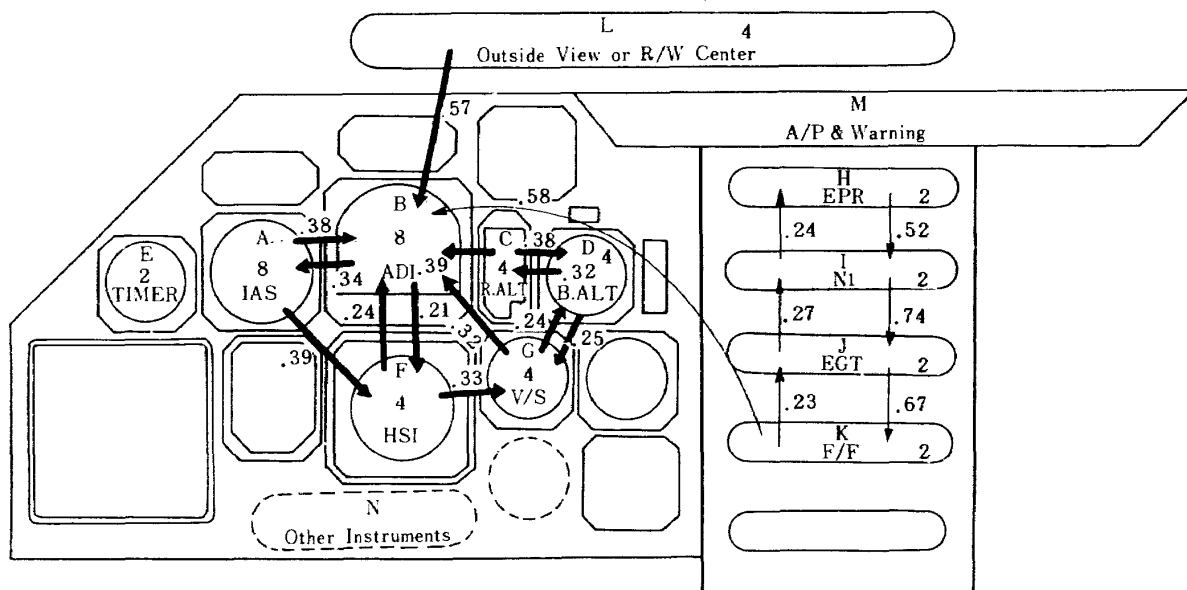 L 4
Outside View or R/W Center
M
A/P & Warning
.57
H
EPR 2
.24 .52
I
N1 2
.27 .74
J
EGT 2
.23 .67
K
F/F 2
E
2
TIMER
A
8
IAS
.38
.34
B
8
ADI
.39
.58
C
4
R.ALT
.38
.32
D 4
B.ALT
.24 .21
.32
.24
.25
.39
F
4
HSI
.33
G
4
V/S
N
Other Instruments